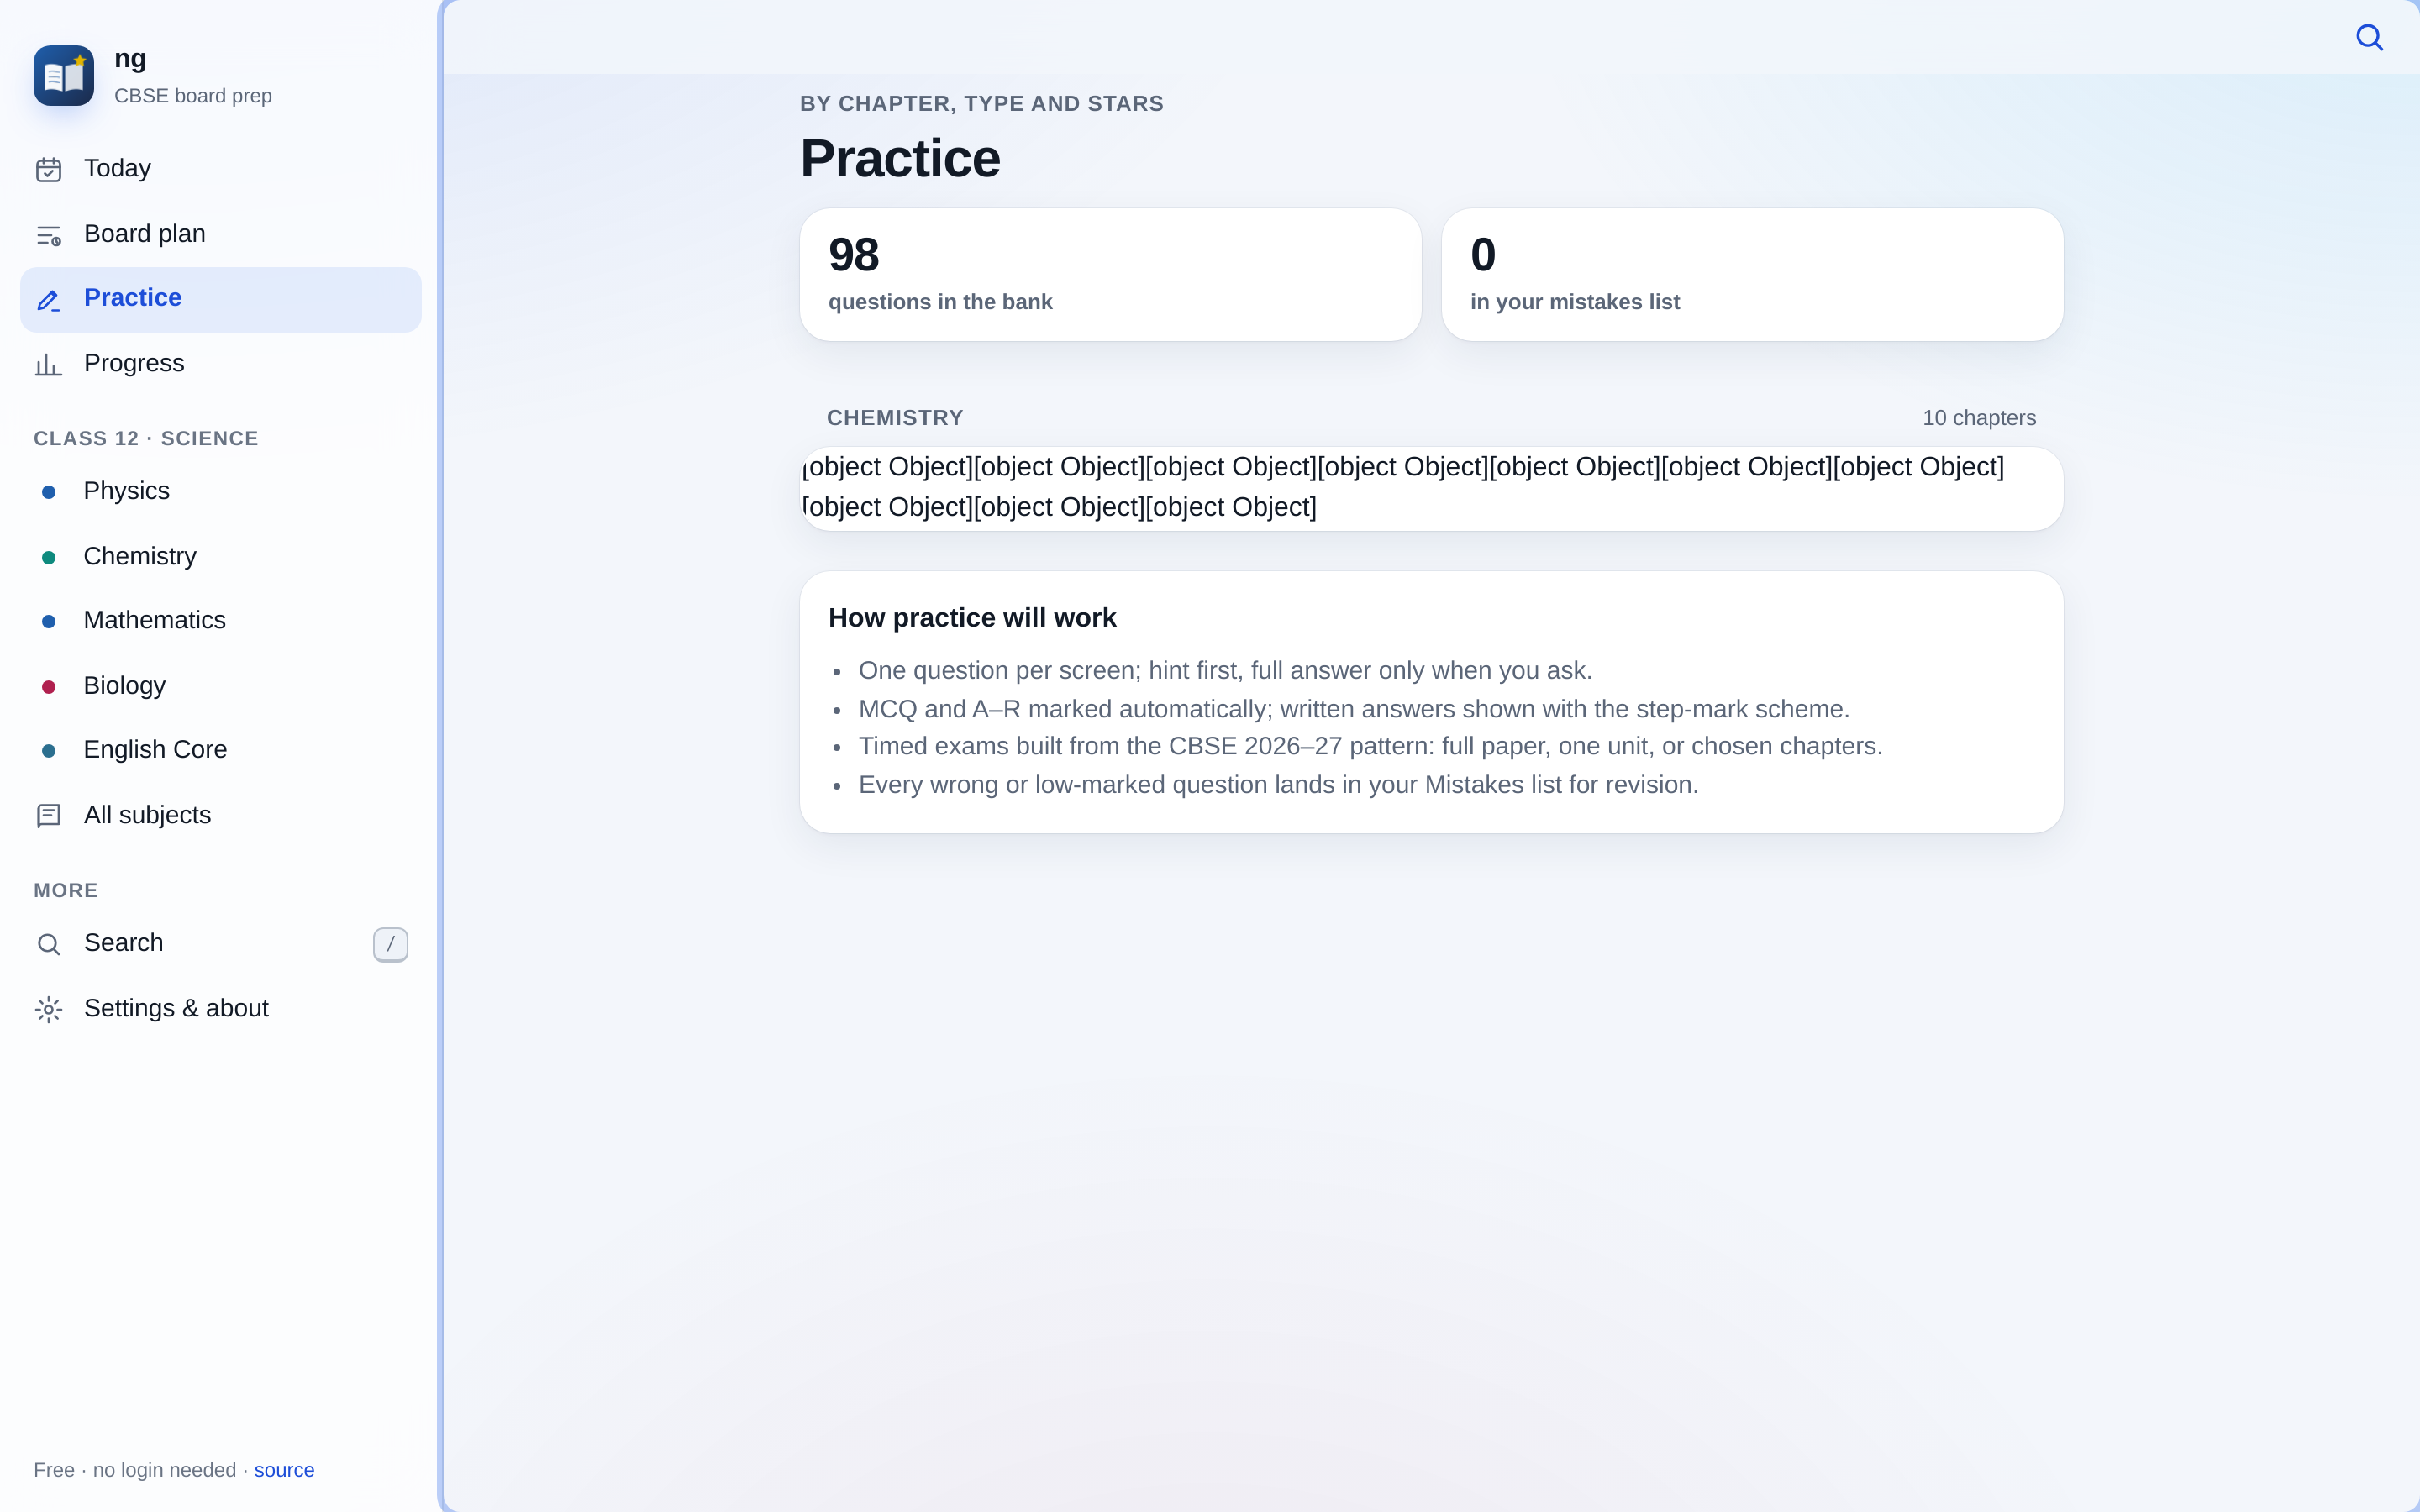 ng
CBSE board prep
Today
Board plan
Practice
Progress
CLASS 12 · SCIENCE
Physics
Chemistry
Mathematics
Biology
English Core
All subjects
MORE
Search
/
Settings & about
Free · no login needed · source
BY CHAPTER, TYPE AND STARS
Practice
98
questions in the bank
0
in your mistakes list
CHEMISTRY
10 chapters
[object Object][object Object][object Object][object Object][object Object][object Object][object Object]
[object Object][object Object][object Object]
How practice will work
• One question per screen; hint first, full answer only when you ask.
• MCQ and A–R marked automatically; written answers shown with the step-mark scheme.
• Timed exams built from the CBSE 2026–27 pattern: full paper, one unit, or chosen chapters.
• Every wrong or low-marked question lands in your Mistakes list for revision.